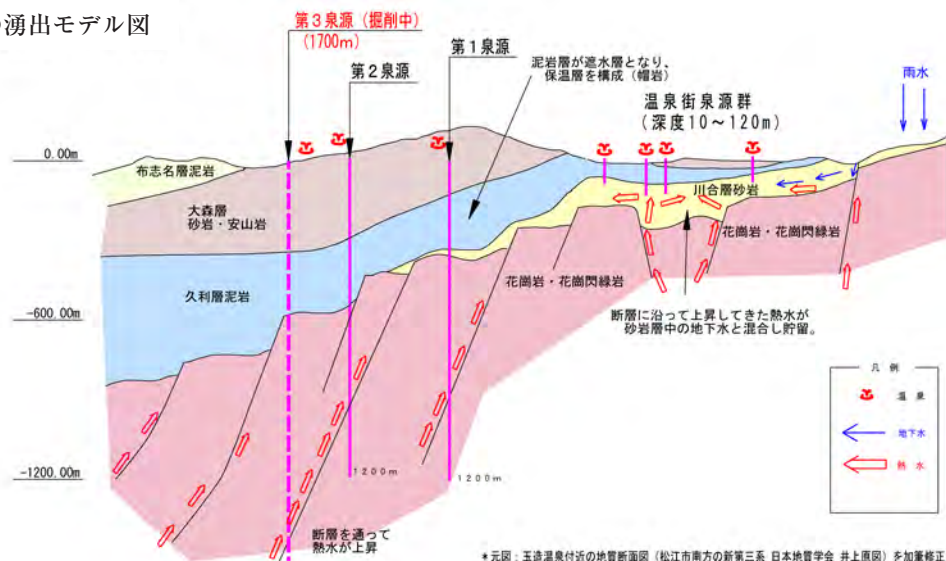 湧出モデル図
第3泉源（掘削中）
(1700m)
第2泉源
第1泉源
泥岩層が遮水層となり、
保温層を構成（帽岩）
温泉街泉源群
(深度10～120m)
雨水
0.00m
-600.00m
-1200.00m
布志名層泥岩
大森層
砂岩・安山岩
久利層泥岩
川合層砂岩
花崗岩・花崗閃緑岩
花崗岩・花崗閃緑岩
断層に沿って上昇してきた熱水が
砂岩層中の地下水と混合し貯留。
1200m
1200m
断層を通って
熱水が上昇
凡例
温泉
地下水
熱水
＊元図：玉造温泉付近の地質断面図（松江市南方の新第三系 日本地質学会 井上原図）を加筆修正